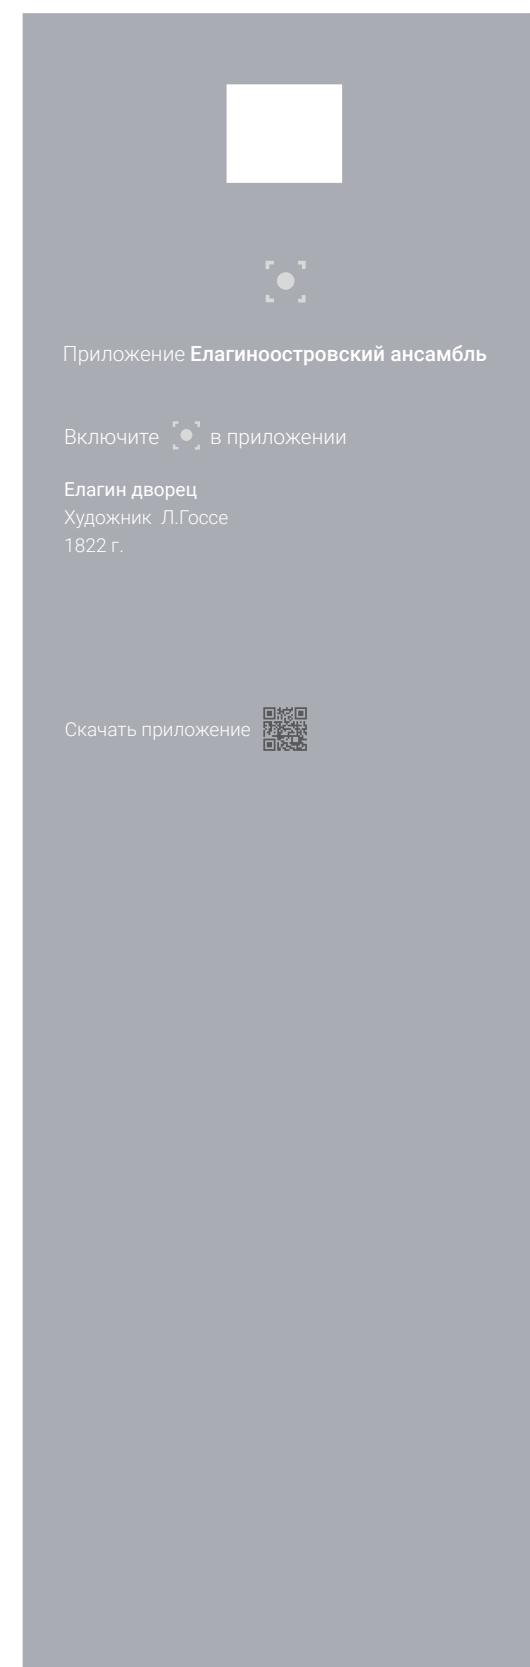 Приложение Елагиноостровский ансамбль
Включите в приложении
Елагин дворец
Художник Л.Госсе
1822 г.
Скачать приложение